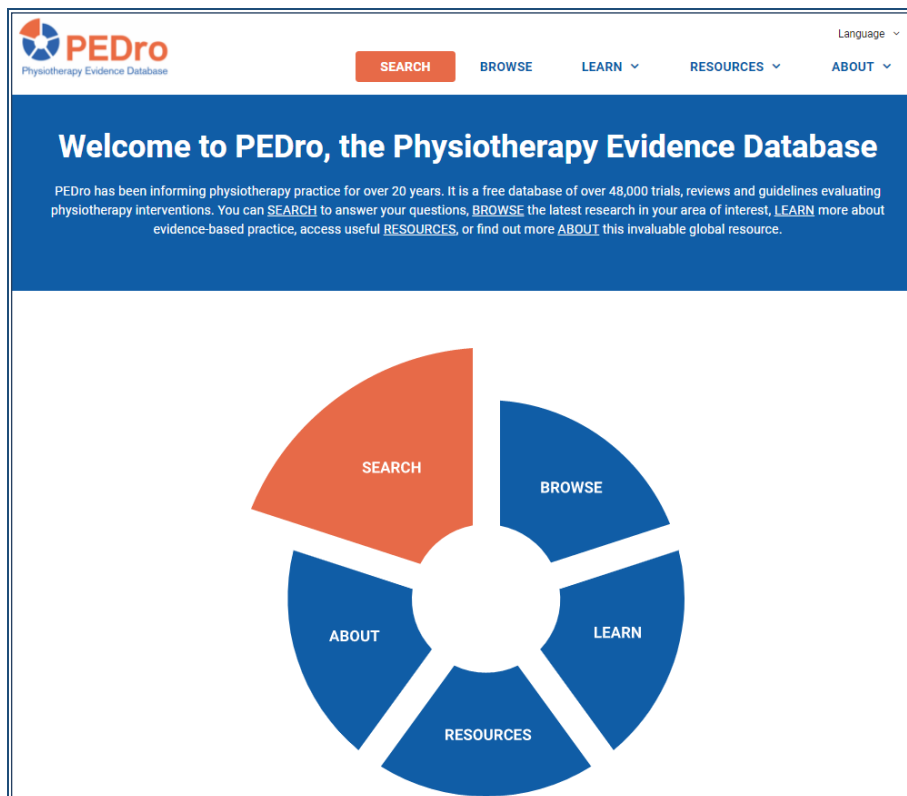 PEDro
Physiotherapy Evidence Database
Language
SEARCH BROWSE LEARN RESOURCES ABOUT
Welcome to PEDro, the Physiotherapy Evidence Database
PEDro has been informing physiotherapy practice for over 20 years. It is a free database of over 48,000 trials, reviews and guidelines evaluating
physiotherapy interventions. You can SEARCH to answer your questions, BROWSE the latest research in your area of interest, LEARN more about
evidence-based practice, access useful RESOURCES, or find out more ABOUT this invaluable global resource.
SEARCH
BROWSE
ABOUT
LEARN
RESOURCES